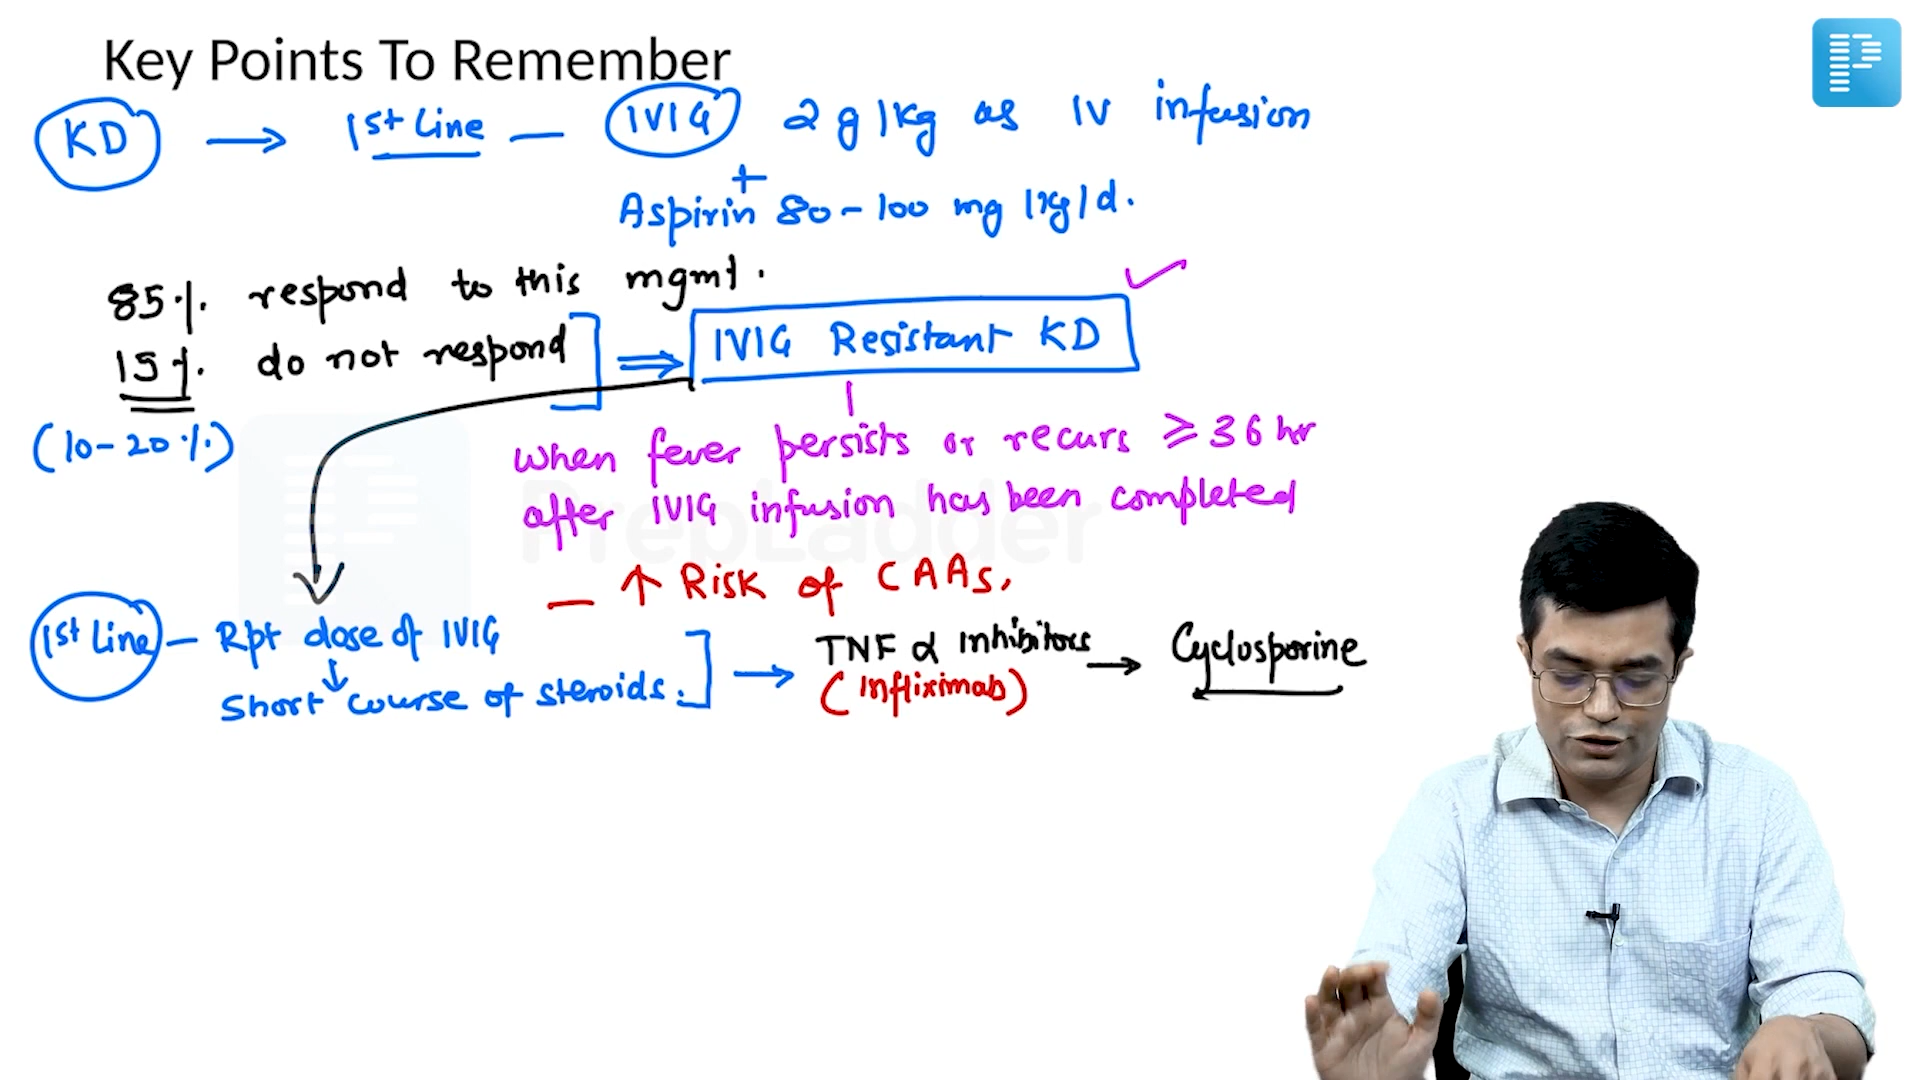 Key Points To Remember
KD → 1st Line — IVIG 2 g/kg as IV infusion
+
Aspirin 80-100 mg/kg/d.
85%. respond to this mgmt.
15%. do not respond ⇒ IVIG Resistant KD ✓
(10-20%)
When fever persists or recurs ≥ 36 hr
after IVIG infusion has been completed
PrepLadder
— ↑ Risk of CAAs,
1st Line — Rpt dose of IVIG
↓
Short course of steroids.
→ TNF α inhibitors → Cyclosporine
(Infliximab)